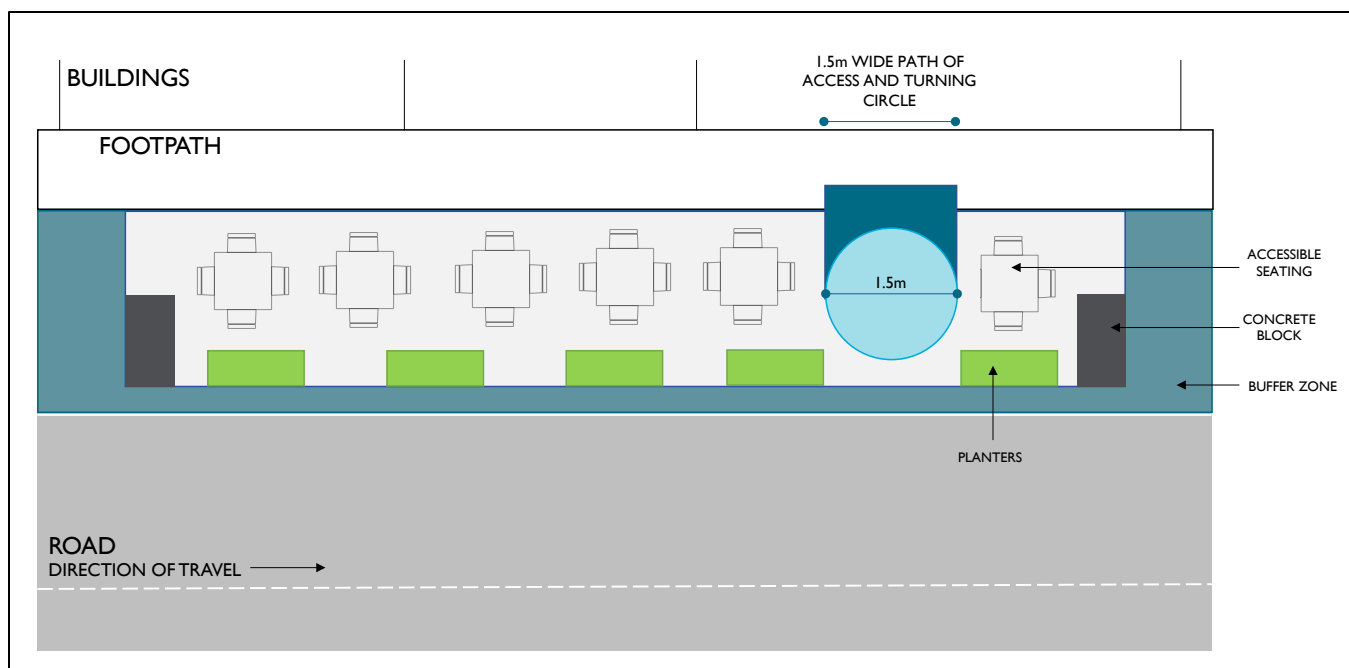 BUILDINGS
1.5m WIDE PATH OF
ACCESS AND TURNING
CIRCLE
FOOTPATH
ACCESSIBLE
SEATING
1.5m
CONCRETE
BLOCK
BUFFER ZONE
PLANTERS
ROAD
DIRECTION OF TRAVEL